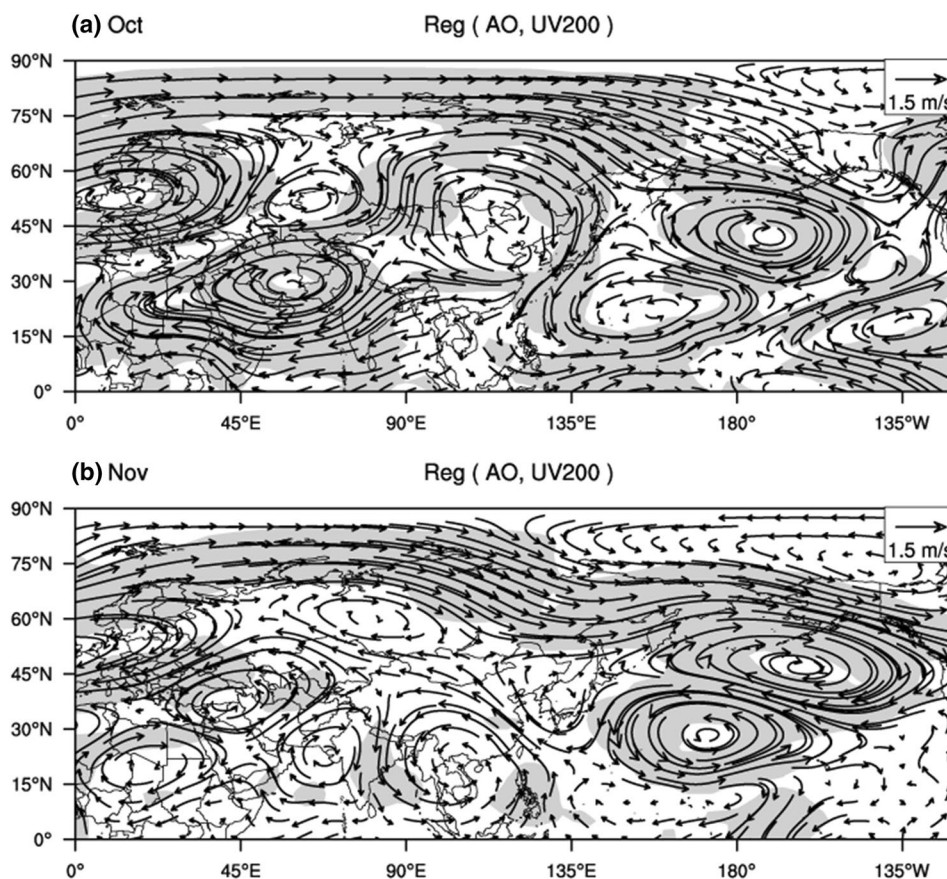 (a) Oct Reg ( AO, UV200 )
90°N
1.5 m/s
75°N
60°N
45°N
30°N
15°N
0°
0° 45°E 90°E 135°E 180° 135°W
(b) Nov Reg ( AO, UV200 )
90°N
1.5 m/s
75°N
60°N
45°N
30°N
15°N
0°
0° 45°E 90°E 135°E 180° 135°W